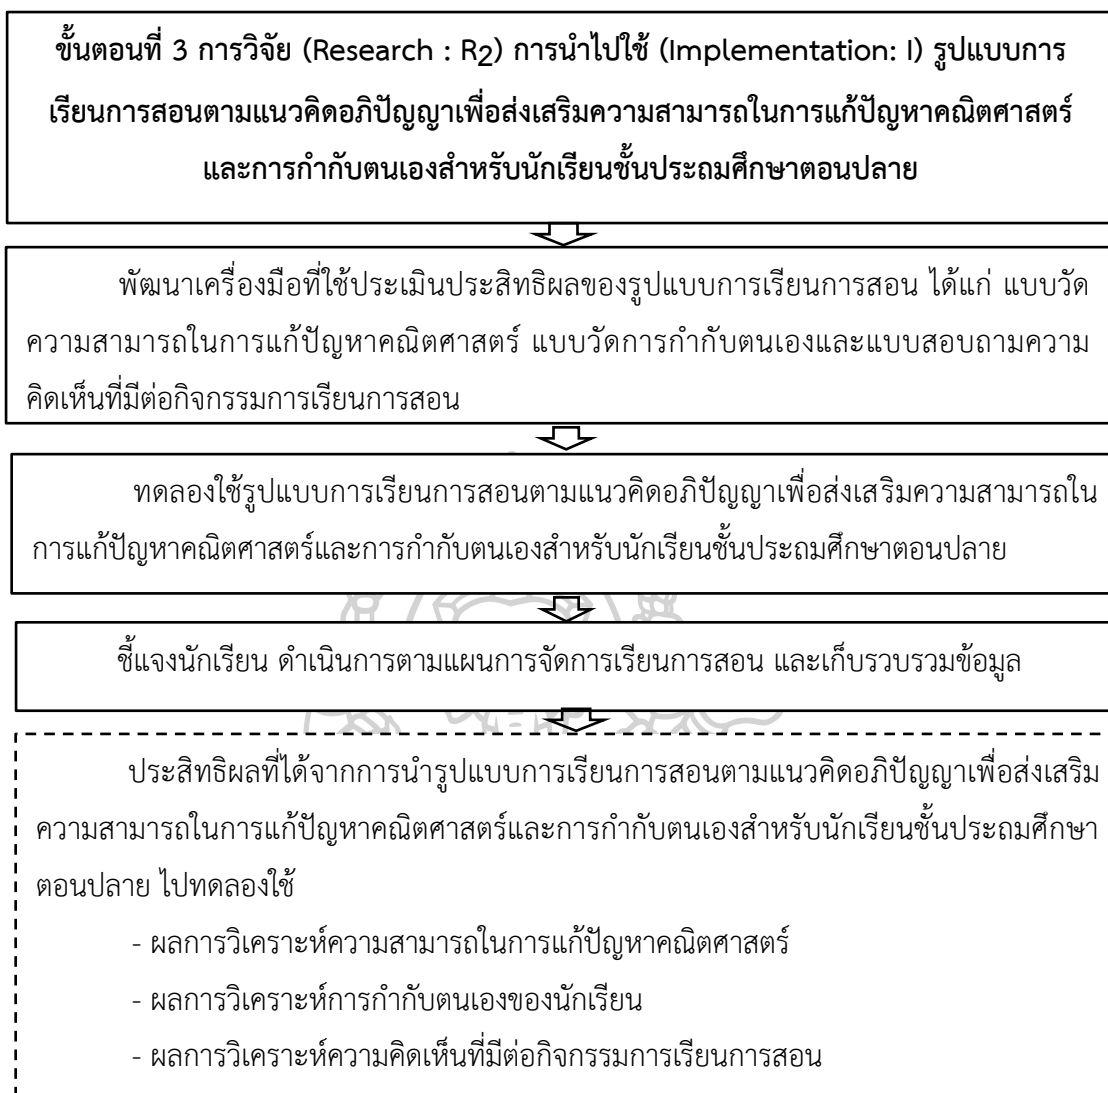 ขั้นตอนที่ 3 การวิจัย (Research : R2) การนำไปใช้ (Implementation: I) รูปแบบการ
เรียนการสอนตามแนวคิดอภิปัญญาเพื่อส่งเสริมความสามารถในการแก้ปัญหาคณิตศาสตร์
และการกำกับตนเองสำหรับนักเรียนชั้นประถมศึกษาตอนปลาย
พัฒนาเครื่องมือที่ใช้ประเมินประสิทธิผลของรูปแบบการเรียนการสอน ได้แก่ แบบวัด
ความสามารถในการแก้ปัญหาคณิตศาสตร์ แบบวัดการกำกับตนเองและแบบสอบถามความ
คิดเห็นที่มีต่อกิจกรรมการเรียนการสอน
ทดลองใช้รูปแบบการเรียนการสอนตามแนวคิดอภิปัญญาเพื่อส่งเสริมความสามารถใน
การแก้ปัญหาคณิตศาสตร์และการกำกับตนเองสำหรับนักเรียนชั้นประถมศึกษาตอนปลาย
ชี้แจงนักเรียน ดำเนินการตามแผนการจัดการเรียนการสอน และเก็บรวบรวมข้อมูล
ประสิทธิผลที่ได้จากการนำรูปแบบการเรียนการสอนตามแนวคิดอภิปัญญาเพื่อส่งเสริม
ความสามารถในการแก้ปัญหาคณิตศาสตร์และการกำกับตนเองสำหรับนักเรียนชั้นประถมศึกษา
ตอนปลาย ไปทดลองใช้
- ผลการวิเคราะห์ความสามารถในการแก้ปัญหาคณิตศาสตร์
- ผลการวิเคราะห์การกำกับตนเองของนักเรียน
- ผลการวิเคราะห์ความคิดเห็นที่มีต่อกิจกรรมการเรียนการสอน